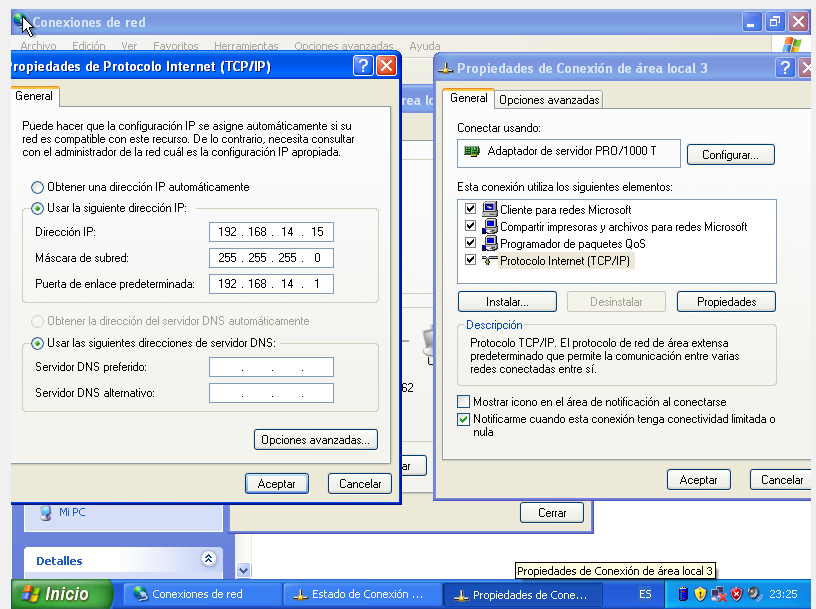 Conexiones de red
Archivo Edición Ver Favoritos Herramientas Opciones avanzadas Ayuda
ropiedades de Protocolo Internet (TCP/IP)
General
Puede hacer que la configuración IP se asigne automáticamente si su
red es compatible con este recurso. De lo contrario, necesita consultar
con el administrador de la red cuál es la configuración IP apropiada.
Obtener una dirección IP automáticamente
Usar la siguiente dirección IP:
Dirección IP: 192 . 168 . 14 . 15
Máscara de subred: 255 . 255 . 255 . 0
Puerta de enlace predeterminada: 192 . 168 . 14 . 1
Obtener la dirección del servidor DNS automáticamente
Usar las siguientes direcciones de servidor DNS:
Servidor DNS preferido: . . .
Servidor DNS alternativo: . . .
Opciones avanzadas...
Aceptar Cancelar
rea lo
62
ar
Cerrar
Propiedades de Conexión de área local 3
General Opciones avanzadas
Conectar usando:
Adaptador de servidor PRO/1000 T
Configurar...
Esta conexión utiliza los siguientes elementos:
Cliente para redes Microsoft
Compartir impresoras y archivos para redes Microsoft
Programador de paquetes QoS
Protocolo Internet (TCP/IP)
Instalar... Desinstalar Propiedades
Descripción
Protocolo TCP/IP. El protocolo de red de área extensa
predeterminado que permite la comunicación entre varias
redes conectadas entre sí.
Mostrar icono en el área de notificación al conectarse
Notificarme cuando esta conexión tenga conectividad limitada o
nula
Aceptar Cancelar
Mi PC
Detalles
Propiedades de Conexión de área local 3
Inicio Conexiones de red Estado de Conexión ... Propiedades de Cone... ES 23:25